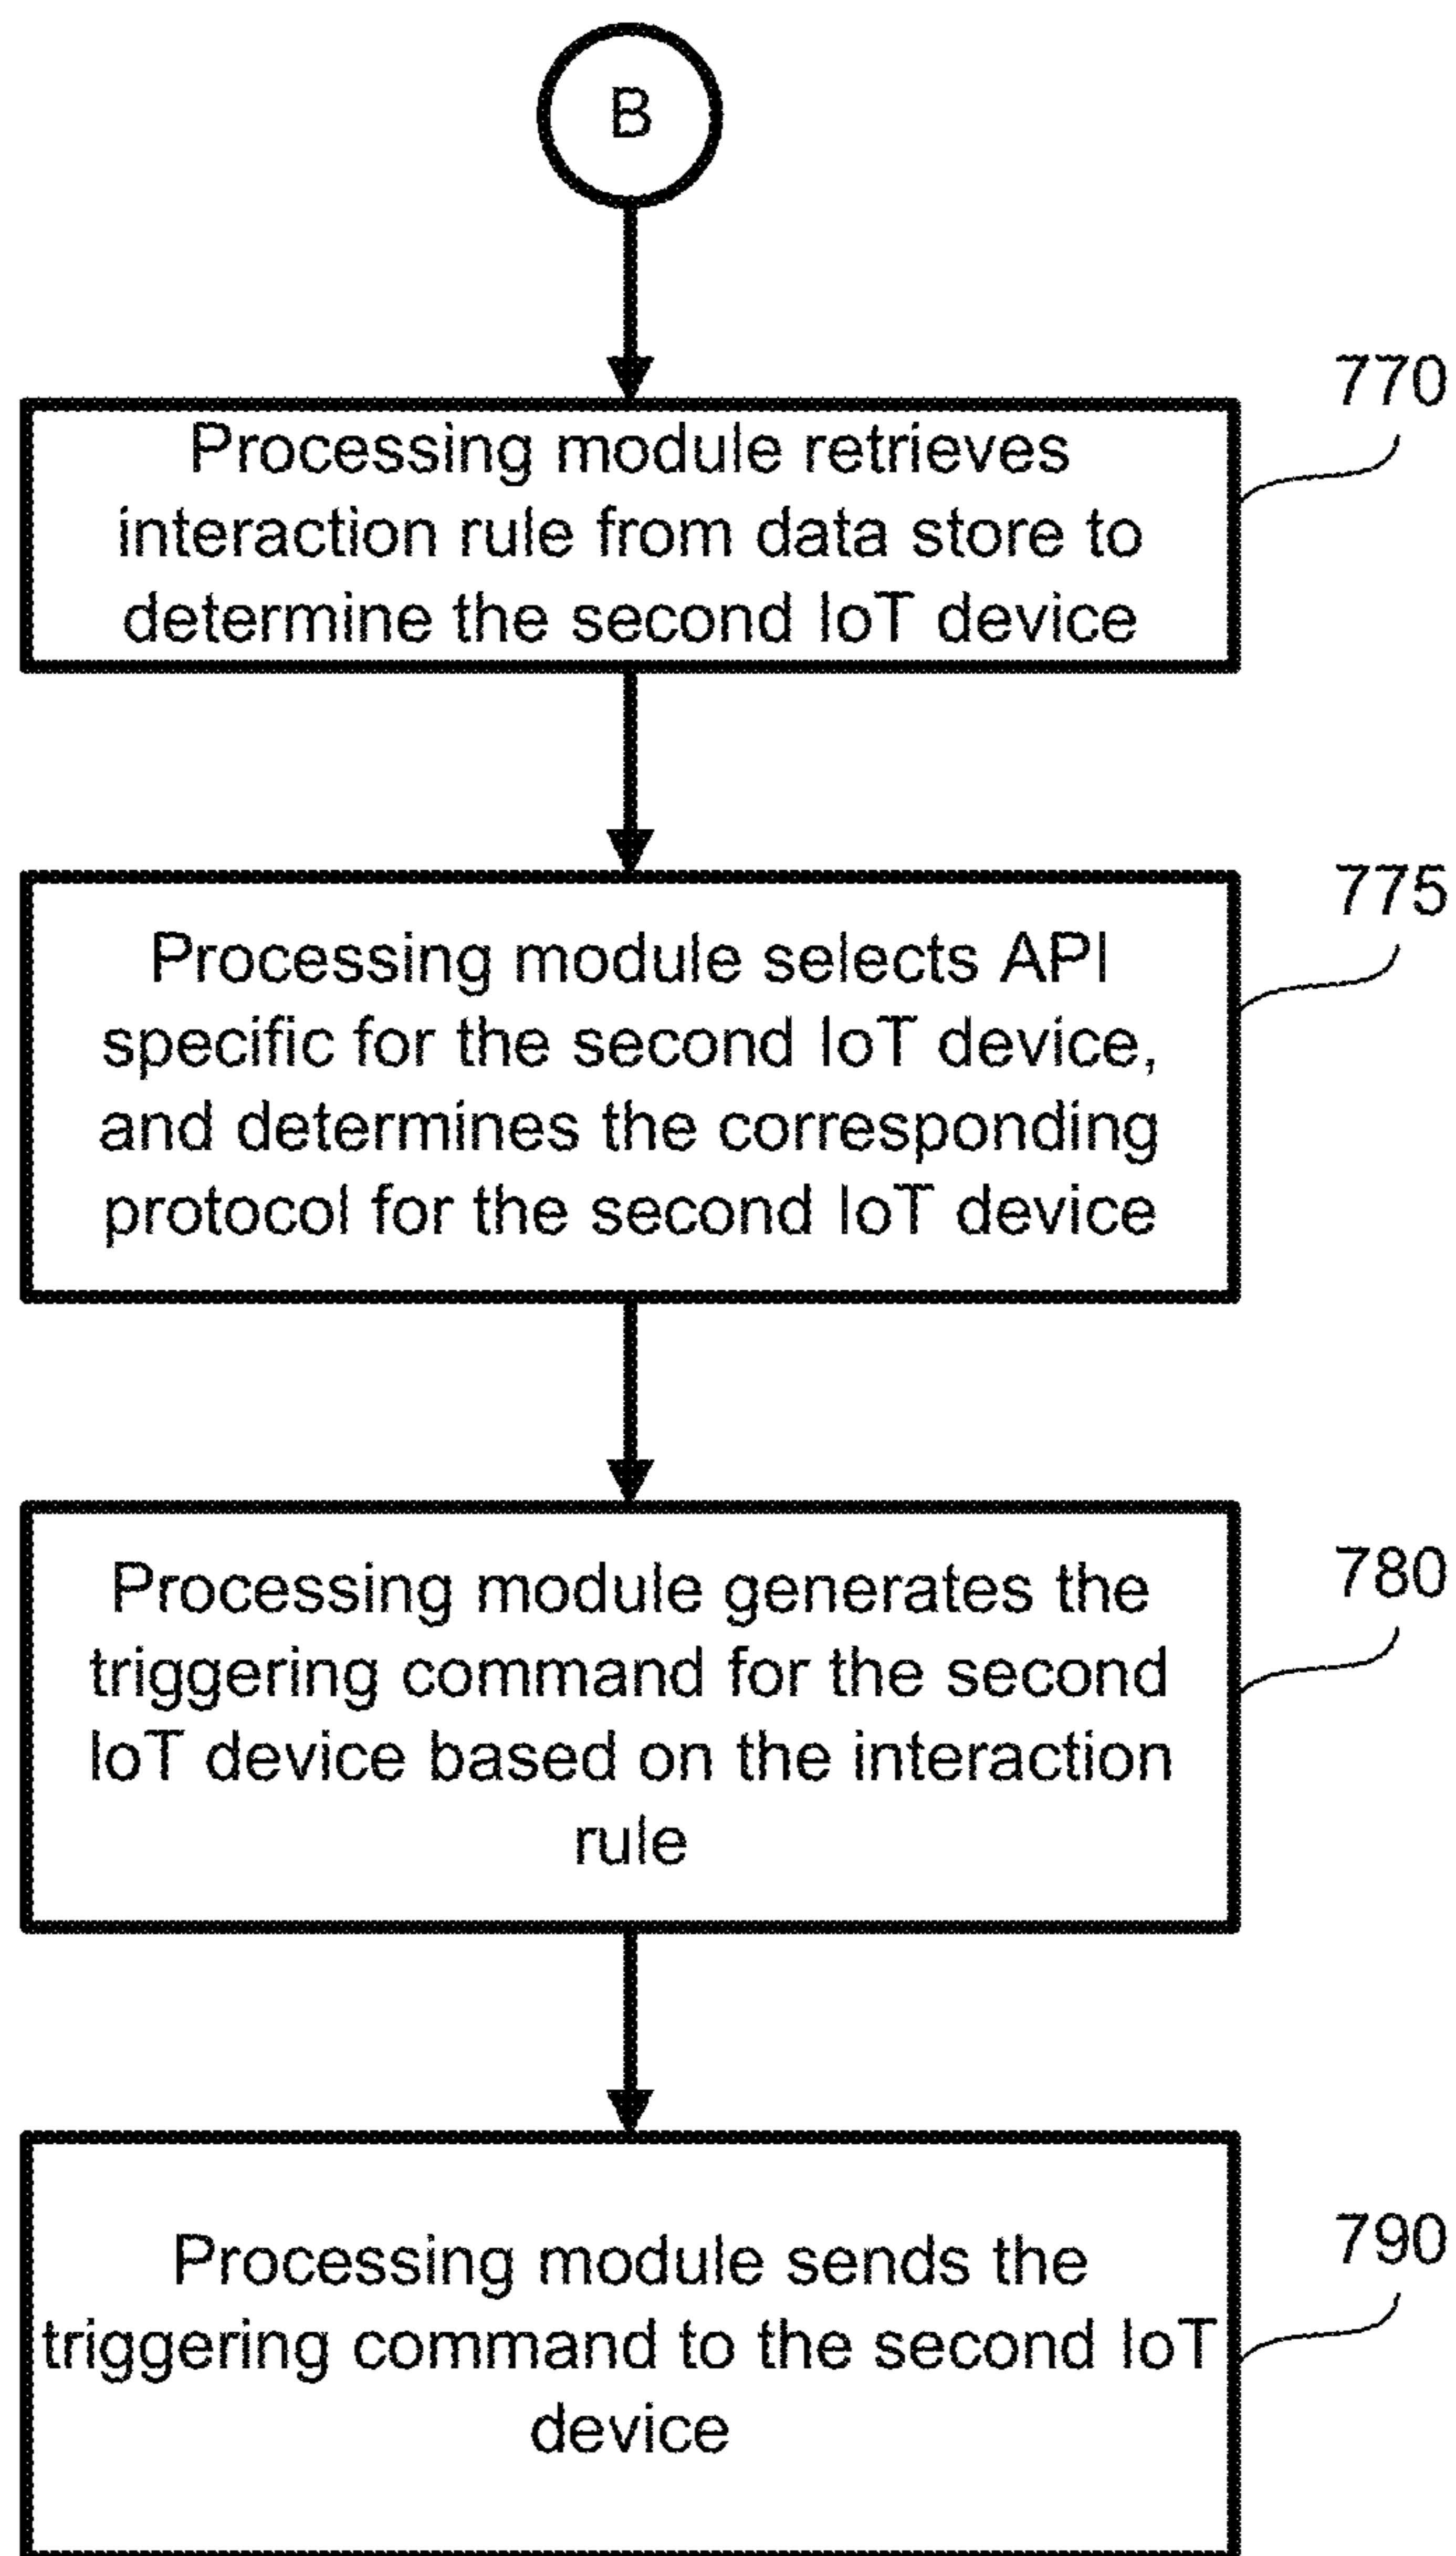 B
770
Processing module retrieves
interaction rule from data store to
determine the second IoT device
775
Processing module selects API
specific for the second IoT device,
and determines the corresponding
protocol for the second IoT device
780
Processing module generates the
triggering command for the second
IoT device based on the interaction
rule
790
Processing module sends the
triggering command to the second IoT
device